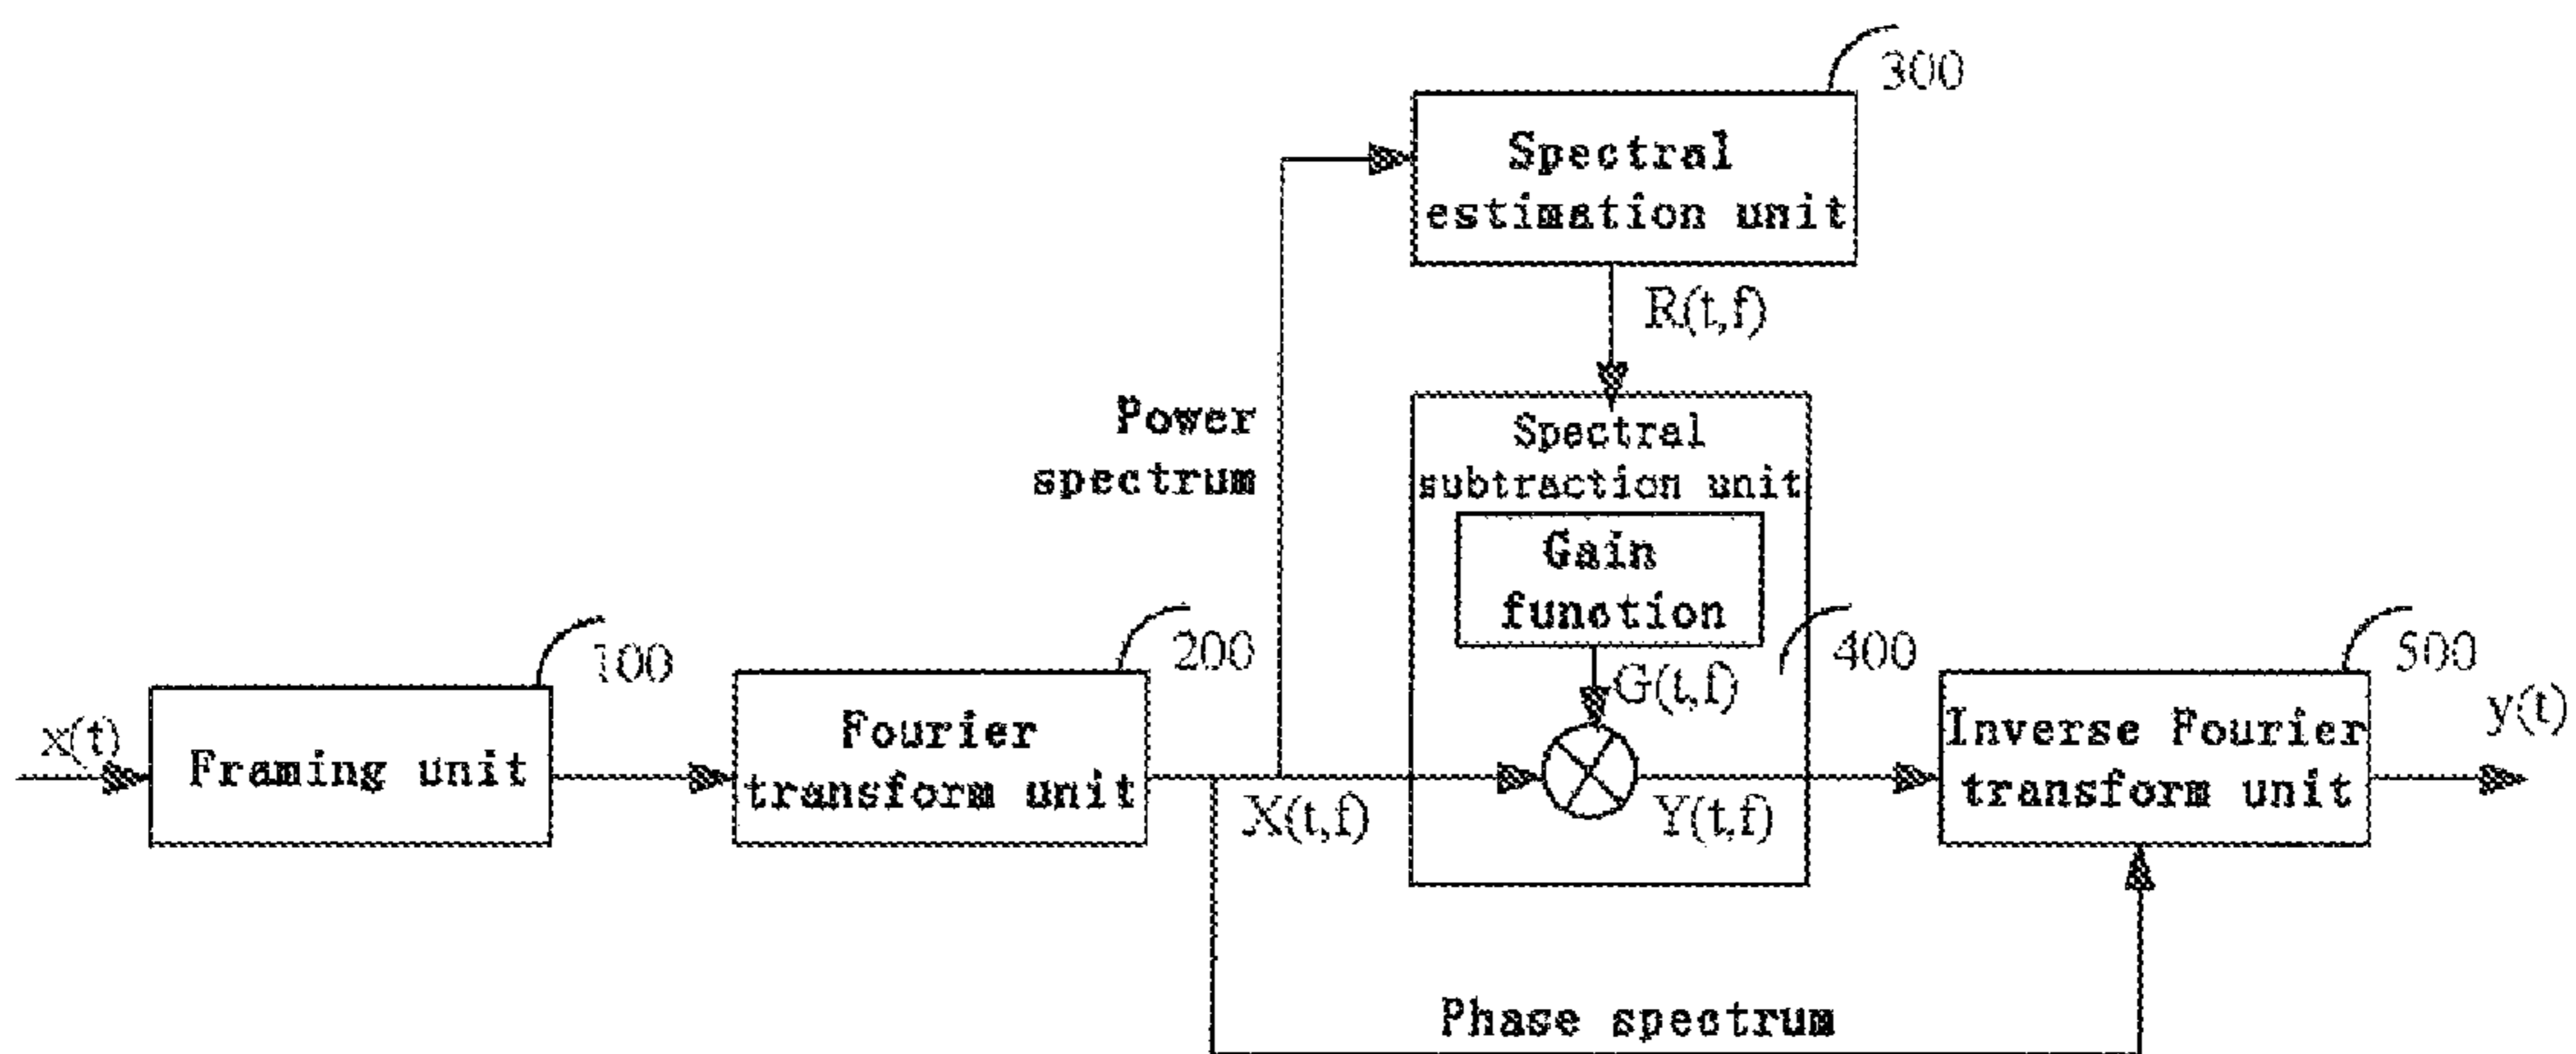 300
Spectral
estimation unit
R(t,f)
Power
spectrum
Spectral
subtraction unit
Gain
function
100
200
G(t,f)
400
500
x(t)
Framing unit
Fourier
transform unit
X(t,f)
Y(t,f)
Inverse Fourier
transform unit
y(t)
Phase spectrum